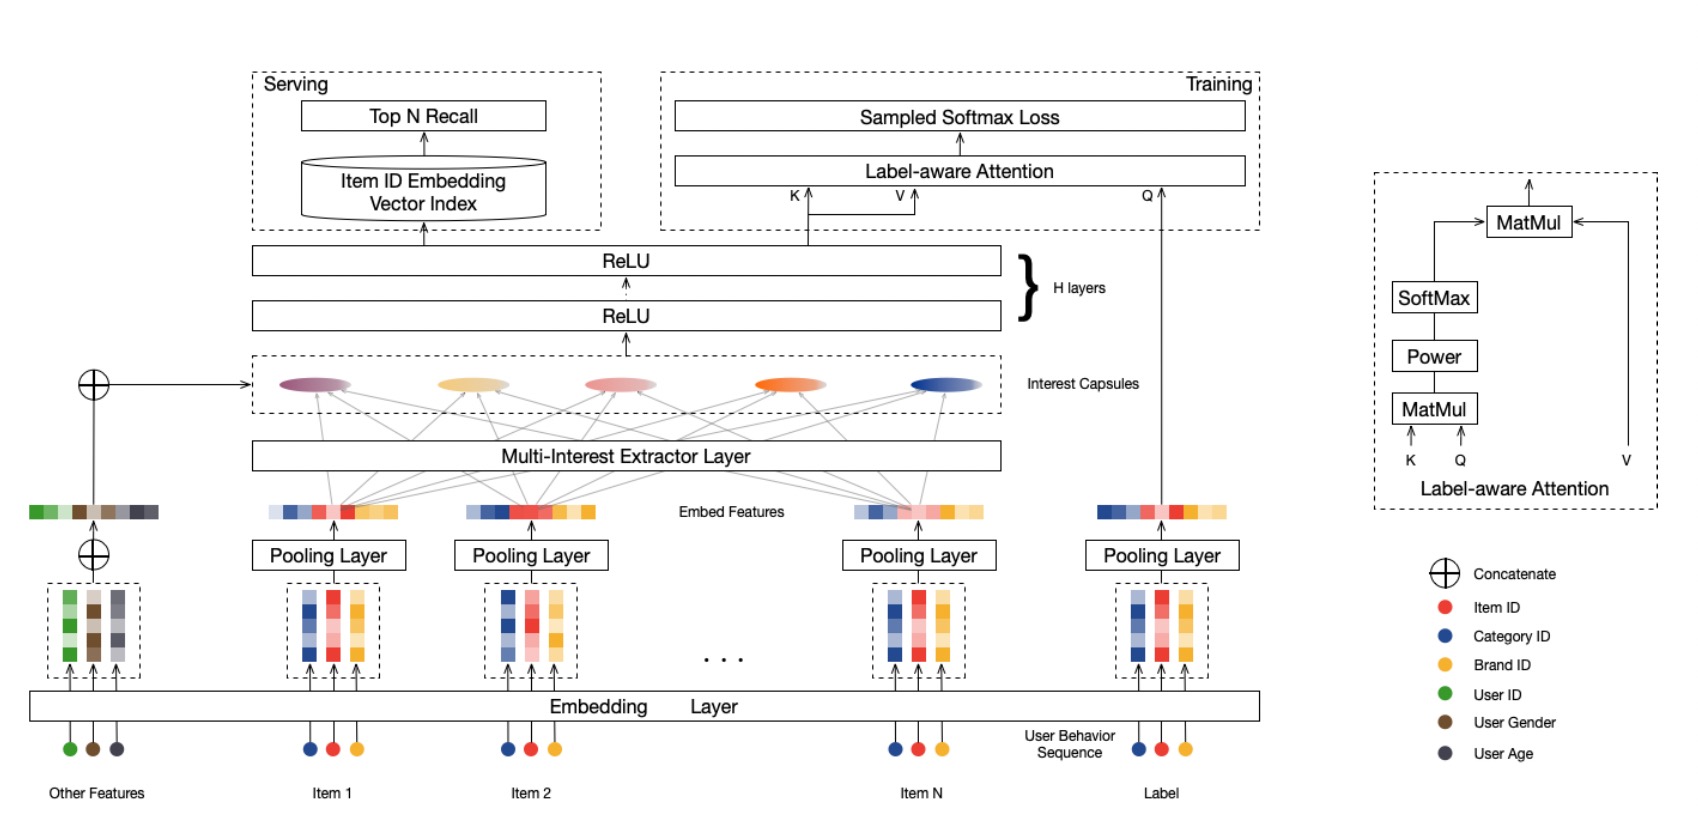 Serving
Top N Recall
Item ID Embedding
Vector Index
Training
Sampled Softmax Loss
Label-aware Attention
K
V
Q
ReLU
ReLU
H layers
Interest Capsules
Multi-Interest Extractor Layer
Embed Features
Pooling Layer
Pooling Layer
Pooling Layer
Pooling Layer
. . .
Embedding Layer
User Behavior
Sequence
Other Features
Item 1
Item 2
Item N
Label
MatMul
SoftMax
Power
MatMul
K
Q
V
Label-aware Attention
Concatenate
Item ID
Category ID
Brand ID
User ID
User Gender
User Age